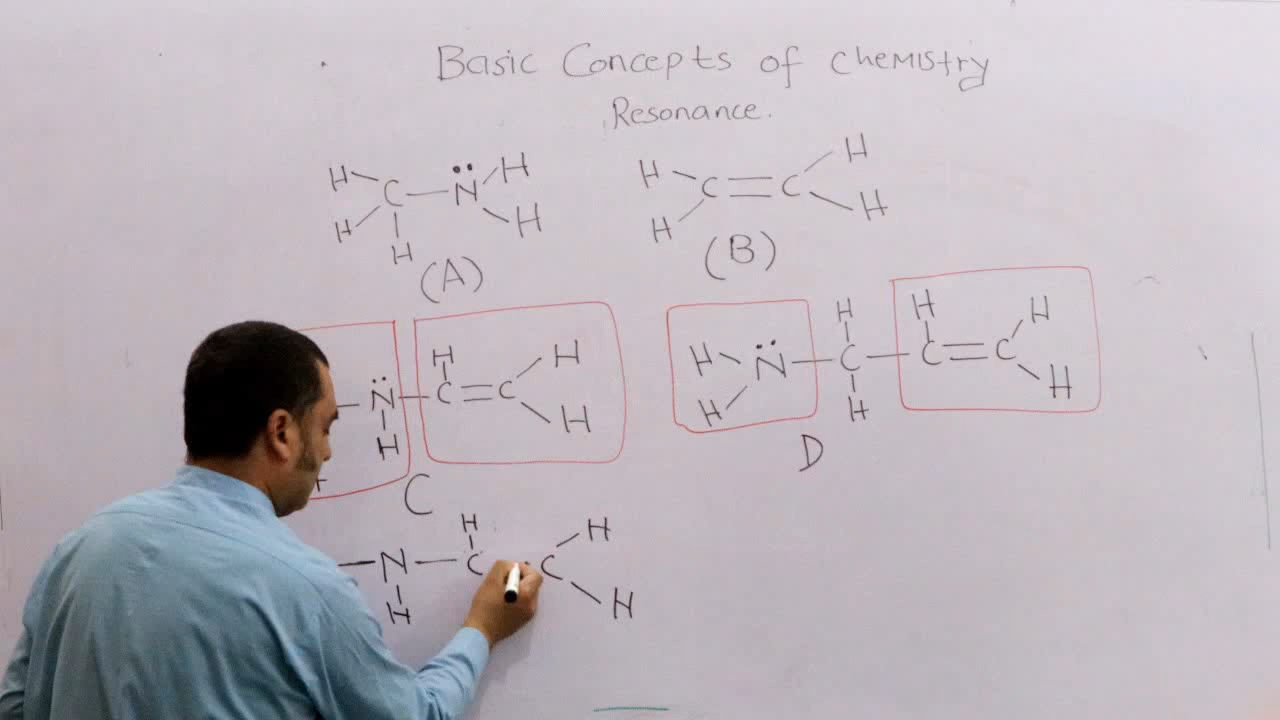 Basic Concepts of Chemistry
Resonance.
H C N H H H H H
H H C = C H H
(A)
(B)
N H H C = C H H
H H N C H H H C = C H H
C
D
N H H C C H H